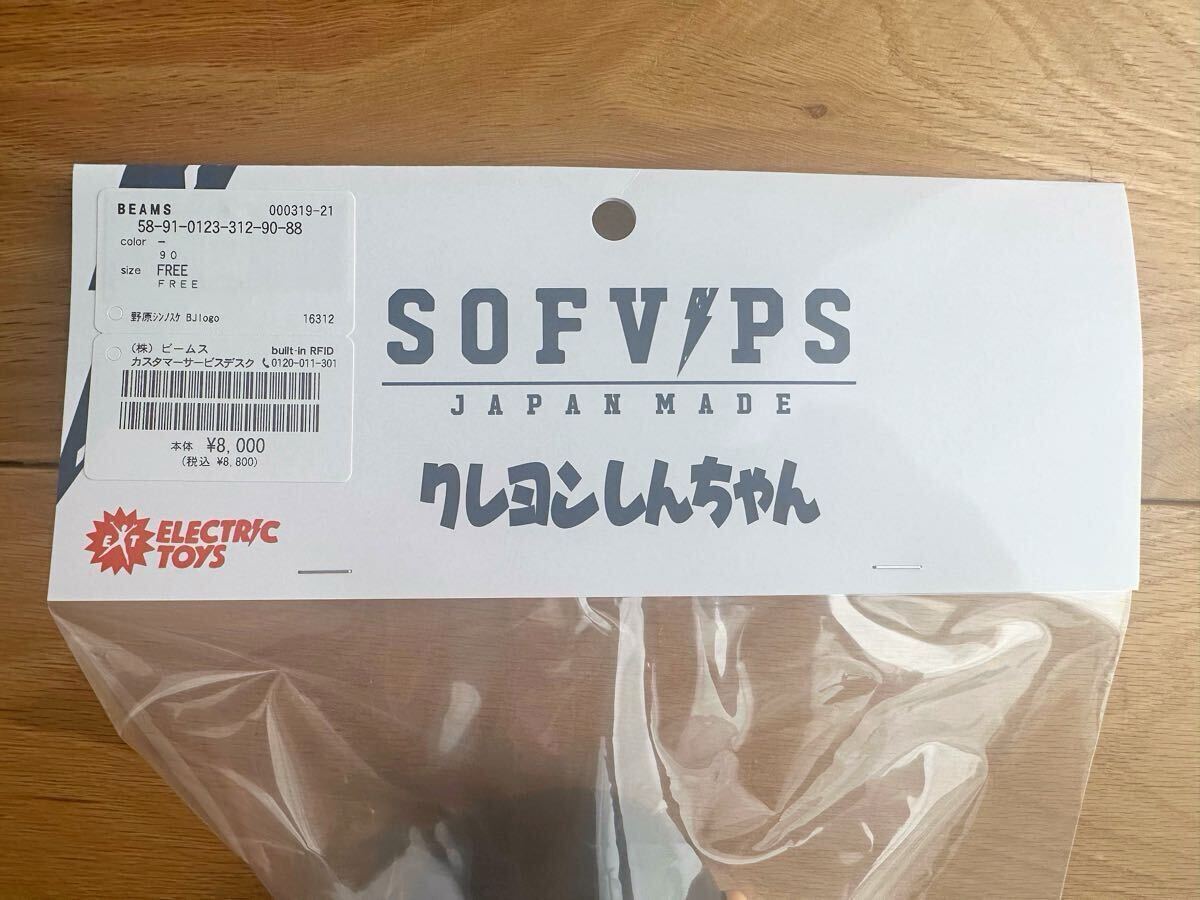 BEAMS 000319-21
58-91-0123-312-90-88
color -
90
size FREE
FREE
野原ｼﾝﾉｽｹ BJlogo 16312
(株) ビームス built-in RFID
カスタマーサービスデスク 0120-011-301
本体 ¥8,000
(税込 ¥8,800)
EXT ELECTRIC
TOYS
SOFVIPS
JAPAN MADE
クレヨンしんちゃん